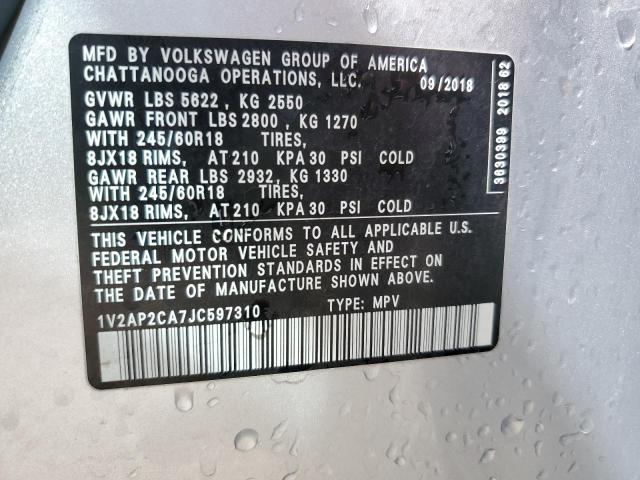 MFD BY VOLKSWAGEN GROUP OF AMERICA
CHATTANOOGA OPERATIONS, LLC.
09/2018
GVWR LBS 5622 , KG 2550
GAWR FRONT LBS 2800 , KG 1270
WITH 245/60R18 TIRES,
8JX18 RIMS, AT 210 KPA 30 PSI COLD
GAWR REAR LBS 2932, KG 1330
WITH 245/60R18 TIRES,
8JX18 RIMS, AT 210 KPA 30 PSI COLD
THIS VEHICLE CONFORMS TO ALL APPLICABLE U.S.
FEDERAL MOTOR VEHICLE SAFETY AND
THEFT PREVENTION STANDARDS IN EFFECT ON
THE DATE OF MANUFACTURE SHOWN ABOVE.
1V2AP2CA7JC597310 TYPE: MPV
3630399 2018 62